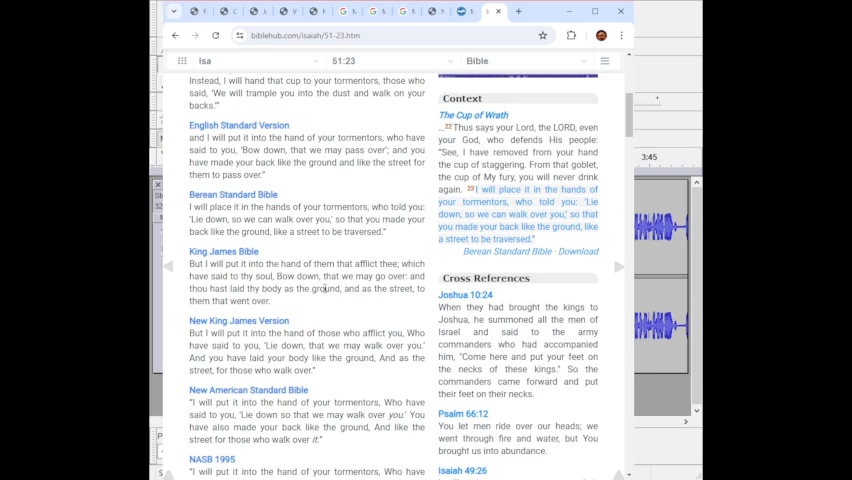 biblehub.com/isaiah/51-23.htm
Isa
51:23
Bible
Instead, I will hand that cup to your tormentors, those who
said, 'We will trample you into the dust and walk on your
backs.'"
English Standard Version
and I will put it into the hand of your tormentors, who have
said to you, 'Bow down, that we may pass over'; and you
have made your back like the ground and like the street for
them to pass over.”
Berean Standard Bible
I will place it in the hands of your tormentors, who told you:
‘Lie down, so we can walk over you,’ so that you made your
back like the ground, like a street to be traversed.”
King James Bible
But I will put it into the hand of them that afflict thee; which
have said to thy soul, Bow down, that we may go over: and
thou hast laid thy body as the ground, and as the street, to
them that went over.
New King James Version
But I will put it into the hand of those who afflict you, Who
have said to you, ‘Lie down, that we may walk over you.’
And you have laid your body like the ground, And as the
street, for those who walk over.”
New American Standard Bible
“I will put it into the hand of your tormentors, Who have
said to you, ‘Lie down so that we may walk over you.’ You
have also made your back like the ground, And like the
street for those who walk over it.”
NASB 1995
“I will put it into the hand of your tormentors, Who have
Context
The Cup of Wrath
…22Thus says your Lord, the LORD, even
your God, who defends His people:
“See, I have removed from your hand
the cup of staggering. From that goblet,
the cup of My fury, you will never drink
again. 23I will place it in the hands of
your tormentors, who told you: ‘Lie
down, so we can walk over you,’ so that
you made your back like the ground, like
a street to be traversed.”
Berean Standard Bible · Download
Cross References
Joshua 10:24
When they had brought the kings to
Joshua, he summoned all the men of
Israel and said to the army
commanders who had accompanied
him, “Come here and put your feet on
the necks of these kings.” So the
commanders came forward and put
their feet on their necks.
Psalm 66:12
You let men ride over our heads; we
went through fire and water, but You
brought us into abundance.
Isaiah 49:26
3:45